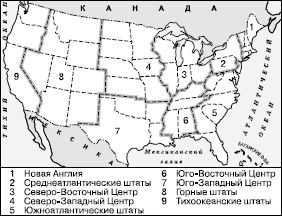 КАНАДА
ТИХИЙ
ОКЕАН
АТЛАНТИЧЕСКИЙ
ОКЕАН
МЕКСИКА
Мексиканский
залив
БАГАМСКИЕ О-ВА
1
2
3
4
5
6
7
8
9
1 Новая Англия
2 Среднеатлантические штаты
3 Северо-Восточный Центр
4 Северо-Западный Центр
5 Южноатлантические штаты
6 Юго-Восточный Центр
7 Юго-Западный Центр
8 Горные штаты
9 Тихоокеанские штаты